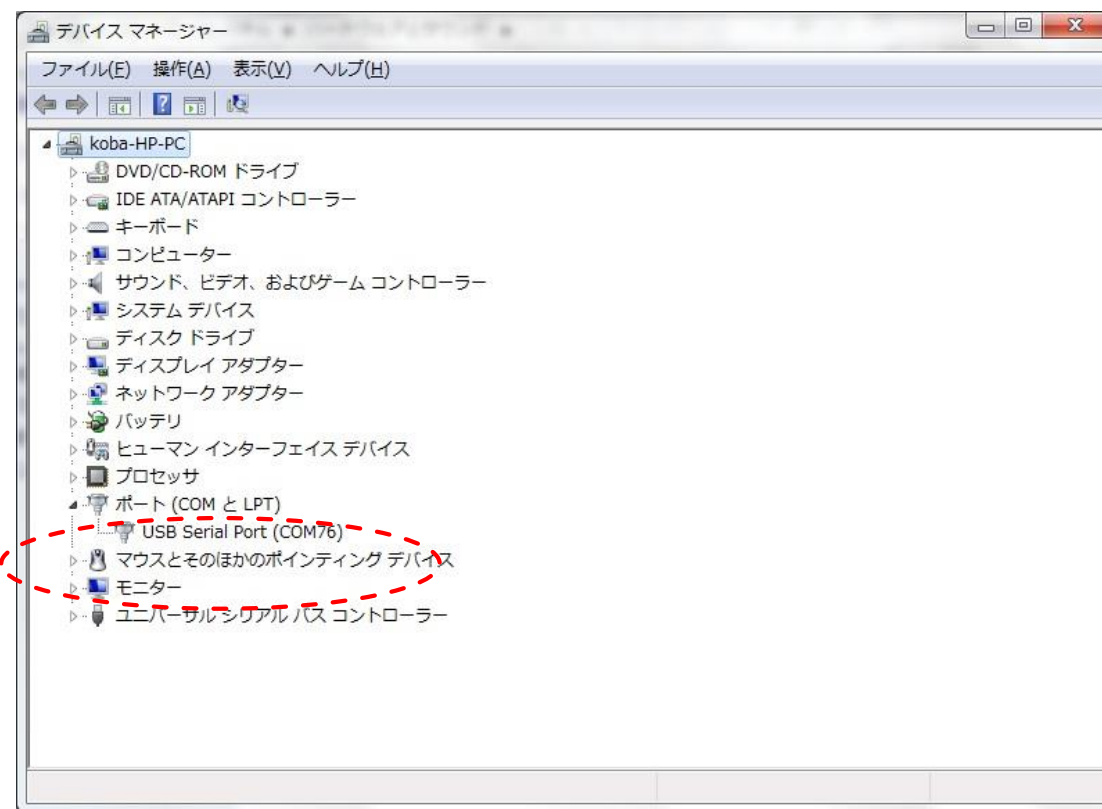 デバイス マネージャー
ファイル(F) 操作(A) 表示(V) ヘルプ(H)
koba-HP-PC
DVD/CD-ROM ドライブ
IDE ATA/ATAPI コントローラー
キーボード
コンピューター
サウンド、ビデオ、およびゲーム コントローラー
システム デバイス
ディスク ドライブ
ディスプレイ アダプター
ネットワーク アダプター
バッテリ
ヒューマン インターフェイス デバイス
プロセッサ
ポート (COM と LPT)
USB Serial Port (COM76)
マウスとそのほかのポインティング デバイス
モニター
ユニバーサル シリアル バス コントローラー